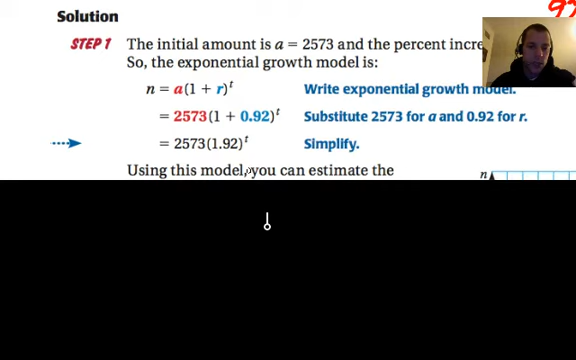 Solution
STEP 1 The initial amount is a = 2573 and the percent incre
So, the exponential growth model is:
n = a(1 + r)^t Write exponential growth model.
= 2573(1 + 0.92)^t Substitute 2573 for a and 0.92 for r.
= 2573(1.92)^t Simplify.
Using this model, you can estimate the
n